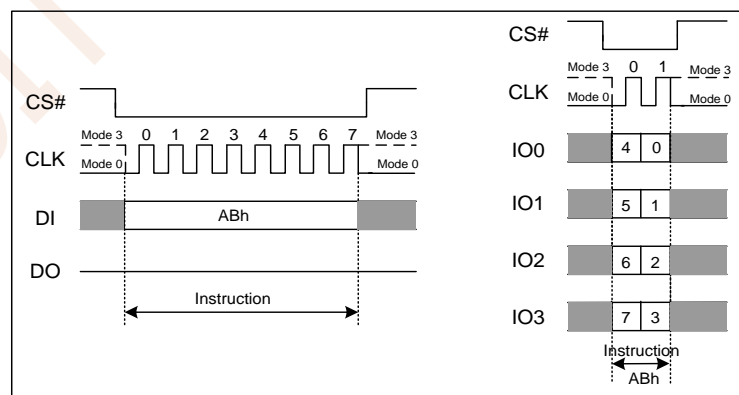 CS#
Mode 3 0 1 2 3 4 5 6 7 Mode 3
CLK
Mode 0 Mode 0
DI ABh
DO
Instruction
CS#
Mode 3 0 1 Mode 3
CLK
Mode 0 Mode 0
IO0 4 0
IO1 5 1
IO2 6 2
IO3 7 3
Instruction
ABh